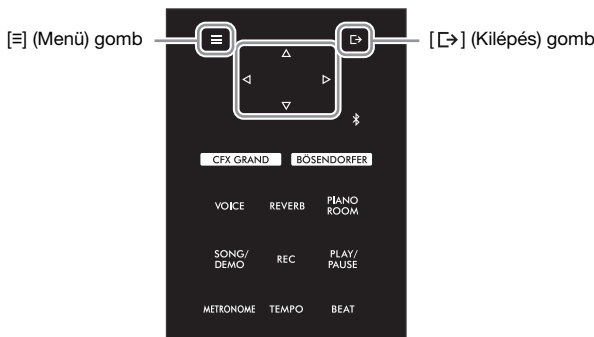 [≡] (Menü) gomb
[↦] (Kilépés) gomb
CFX GRAND BÖSENDORFER
VOICE REVERB PIANO ROOM
SONG/ DEMO REC PLAY/ PAUSE
METRONOME TEMPO BEAT